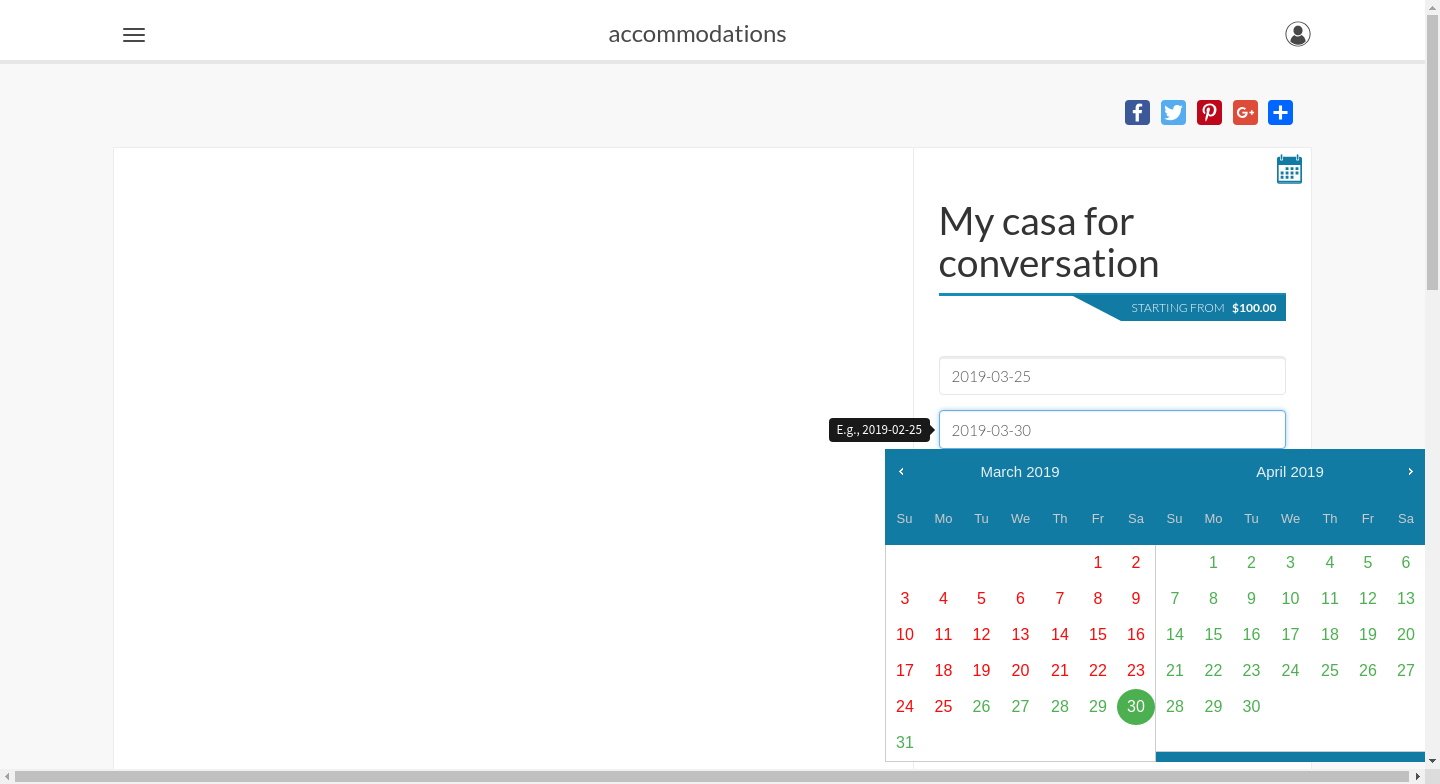 accommodations
My casa for
conversation
STARTING FROM $100.00
2019-03-25
E.g., 2019-02-25
2019-03-30
March 2019 April 2019
Su Mo Tu We Th Fr Sa Su Mo Tu We Th Fr Sa
1 2 1 2 3 4 5 6
3 4 5 6 7 8 9 7 8 9 10 11 12 13
10 11 12 13 14 15 16 14 15 16 17 18 19 20
17 18 19 20 21 22 23 21 22 23 24 25 26 27
24 25 26 27 28 29 30 28 29 30
31